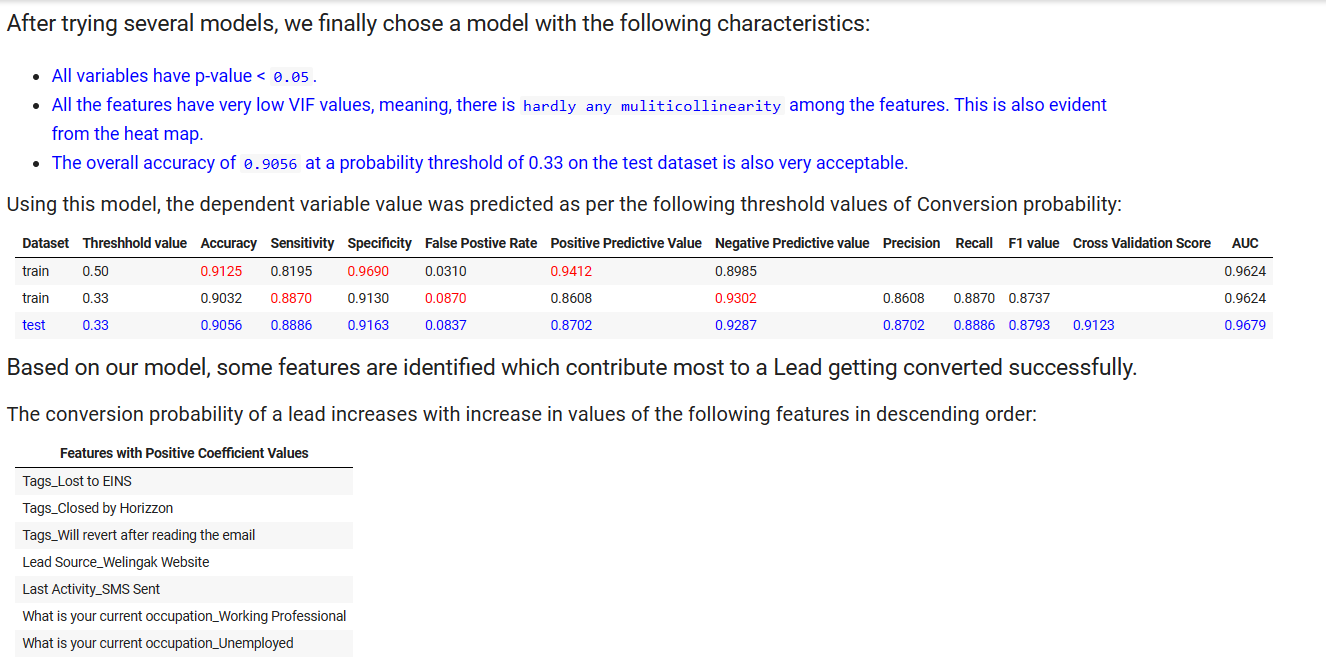 After trying several models, we finally chose a model with the following characteristics:
• All variables have p-value < 0.05.
• All the features have very low VIF values, meaning, there is hardly any muliticollinearity among the features. This is also evident
from the heat map.
• The overall accuracy of 0.9056 at a probability threshold of 0.33 on the test dataset is also very acceptable.
Using this model, the dependent variable value was predicted as per the following threshold values of Conversion probability:
Dataset Threshhold value Accuracy Sensitivity Specificity False Postive Rate Positive Predictive Value Negative Predictive value Precision Recall F1 value Cross Validation Score AUC
train 0.50 0.9125 0.8195 0.9690 0.0310 0.9412 0.8985 0.9624
train 0.33 0.9032 0.8870 0.9130 0.0870 0.8608 0.9302 0.8608 0.8870 0.8737 0.9624
test 0.33 0.9056 0.8886 0.9163 0.0837 0.8702 0.9287 0.8702 0.8886 0.8793 0.9123 0.9679
Based on our model, some features are identified which contribute most to a Lead getting converted successfully.
The conversion probability of a lead increases with increase in values of the following features in descending order:
Features with Positive Coefficient Values
Tags_Lost to EINS
Tags_Closed by Horizzon
Tags_Will revert after reading the email
Lead Source_Welingak Website
Last Activity_SMS Sent
What is your current occupation_Working Professional
What is your current occupation_Unemployed